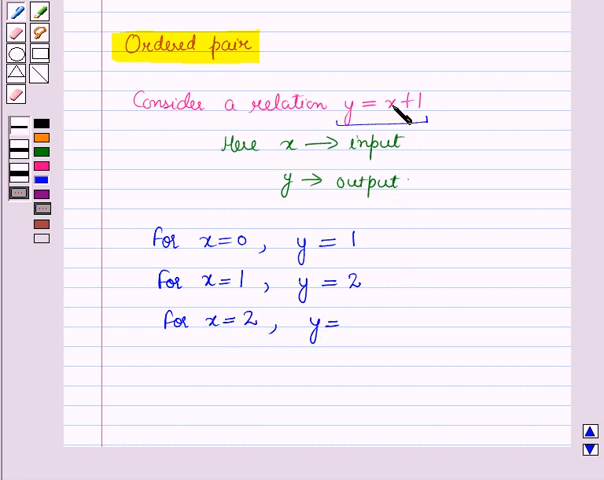 Ordered pair
Consider a relation y = x+1
Here x → input
y → output
For x=0, y = 1
For x=1, y = 2
For x=2, y=